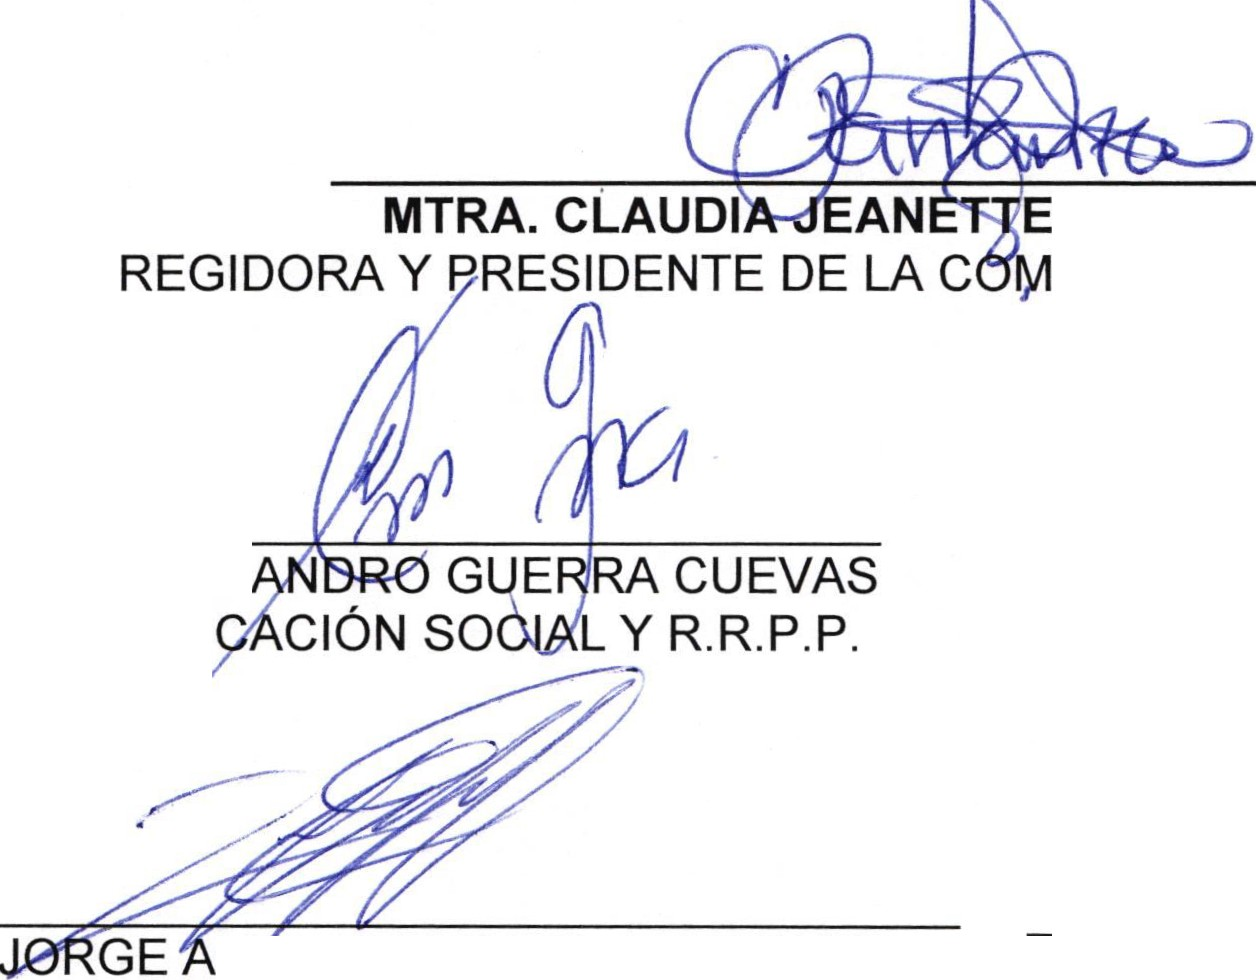 MTRA. CLAUDIA JEANETTE
REGIDORA Y PRESIDENTE DE LA COM
ANDRO GUERRA CUEVAS
CACIÓN SOCIAL Y R.R.P.P.
JORGE A